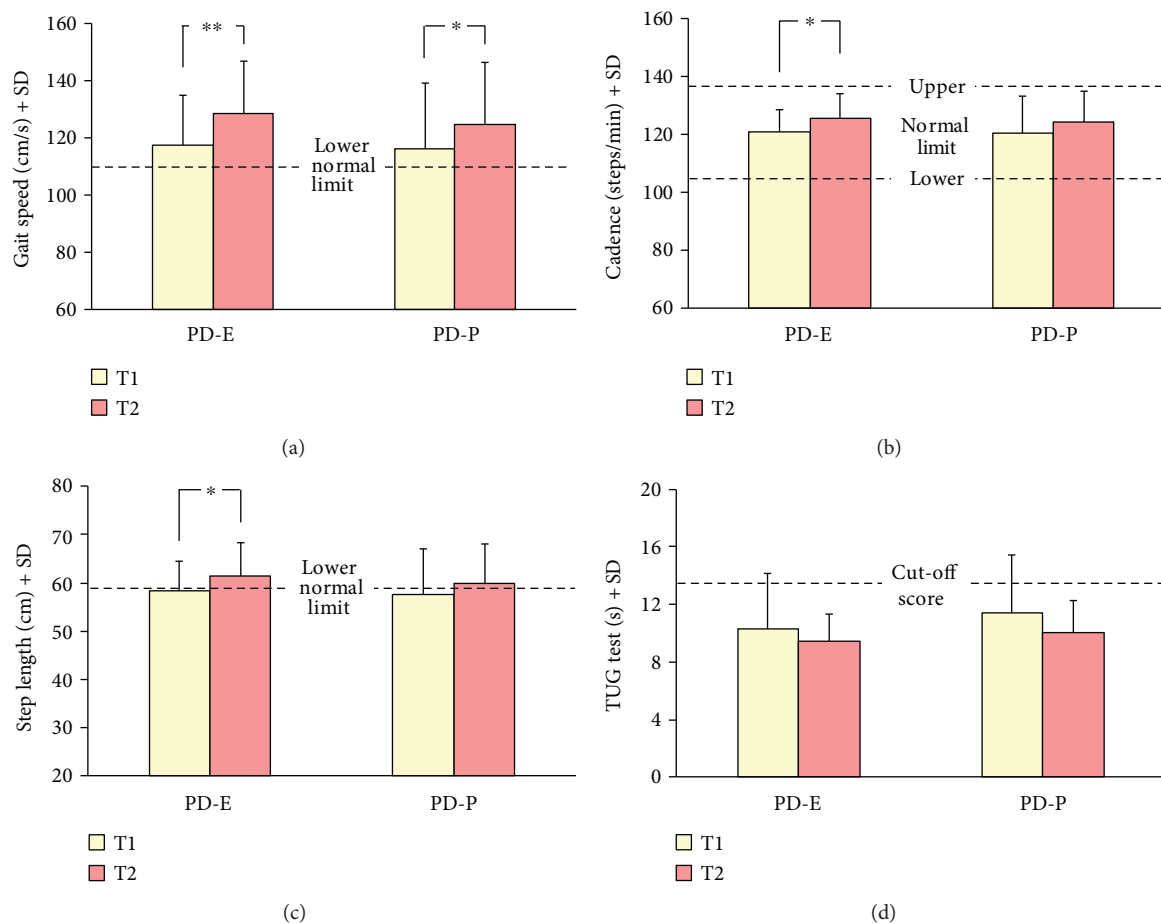 Gait speed (cm/s) + SD
160
140
120
100
80
60
**
*
Lower
normal
limit
PD-E
PD-P
T1
T2
(a)
Cadence (steps/min) + SD
160
140
120
100
80
60
*
Upper
Normal
limit
Lower
PD-E
PD-P
T1
T2
(b)
Step length (cm) + SD
80
70
60
50
40
30
20
*
Lower
normal
limit
PD-E
PD-P
T1
T2
(c)
TUG test (s) + SD
20
16
12
8
4
0
Cut-off
score
PD-E
PD-P
T1
T2
(d)